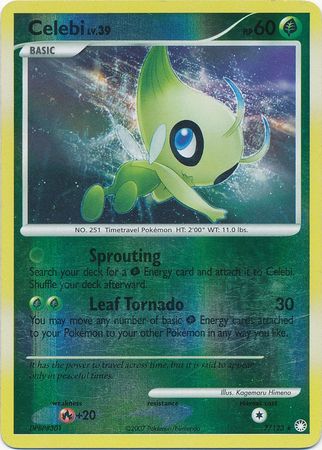 Celebi LV.39 HP 60
BASIC
NO. 251 Timetravel Pokémon HT: 2'00" WT: 11.0 lbs.
Sprouting
Search your deck for a Energy card and attach it to Celebi.
Shuffle your deck afterward.
Leaf Tornado 30
You may move any number of basic Energy cards attached
to your Pokémon to your other Pokémon in any way you like.
It has the power to travel across time, but it is said to appear
only in peaceful times.
Illus. Kagemaru Himeno
weakness resistance retreat cost
+20
©2007 Pokémon/Nintendo